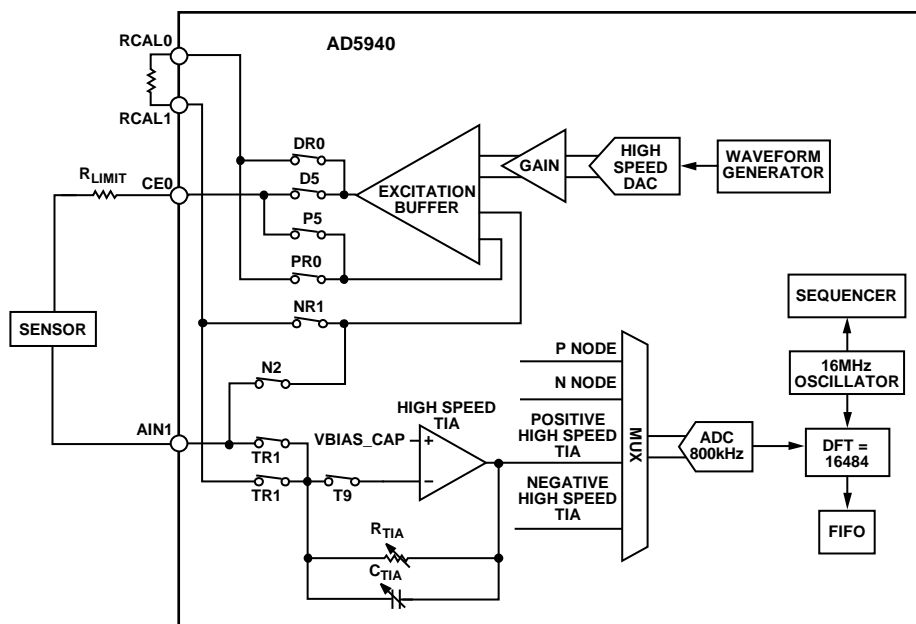 AD5940
RCAL0
RCAL1
R_LIMIT
CE0
DR0
D5
P5
PR0
NR1
N2
EXCITATION
BUFFER
GAIN
HIGH
SPEED
DAC
WAVEFORM
GENERATOR
SENSOR
AIN1
TR1
TR1
T9
VBIAS_CAP
+
−
HIGH SPEED
TIA
R_TIA
C_TIA
P NODE
N NODE
POSITIVE
HIGH SPEED
TIA
NEGATIVE
HIGH SPEED
TIA
MUX
ADC
800kHz
SEQUENCER
16MHz
OSCILLATOR
DFT =
16484
FIFO